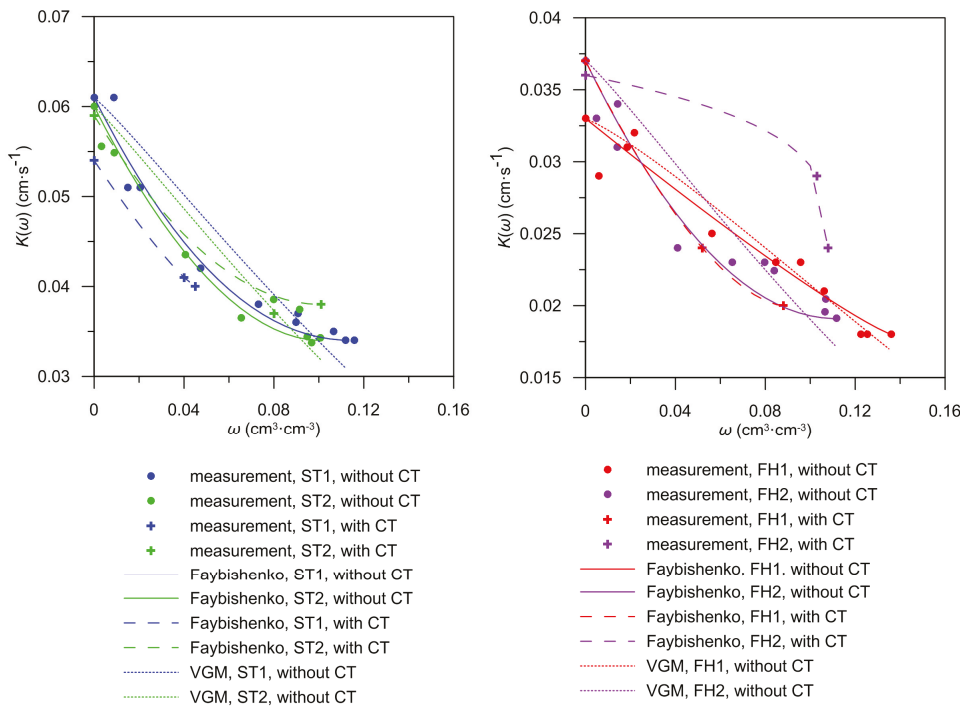 0.07
0.06
0.05
0.04
0.03
K(ω) (cm·s⁻¹)
0
0.04
0.08
0.12
0.16
ω (cm³·cm⁻³)
measurement, ST1, without CT
measurement, ST2, without CT
measurement, ST1, with CT
measurement, ST2, with CT
Faybishenko, ST1, without CT
Faybishenko, ST2, without CT
Faybishenko, ST1, with CT
Faybishenko, ST2, with CT
VGM, ST1, without CT
VGM, ST2, without CT
0.04
0.035
0.03
0.025
0.02
0.015
K(ω) (cm·s⁻¹)
0
0.04
0.08
0.12
0.16
ω (cm³·cm⁻³)
measurement, FH1, without CT
measurement, FH2, without CT
measurement, FH1, with CT
measurement, FH2, with CT
Faybishenko. FH1. without CT
Faybishenko, FH2, without CT
Faybishenko, FH1, with CT
Faybishenko, FH2, with CT
VGM, FH1, without CT
VGM, FH2, without CT